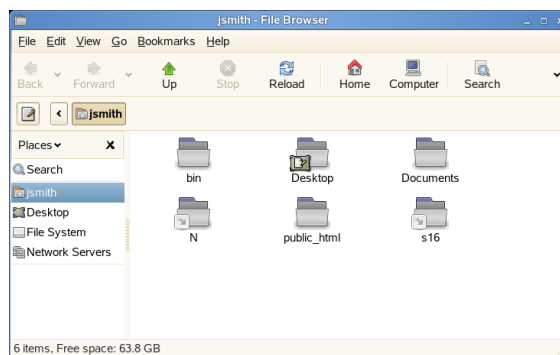 jsmith - File Browser
File Edit View Go Bookmarks Help
Back Forward Up Stop Reload Home Computer Search
jsmith
Places
Search
jsmith
Desktop
File System
Network Servers
bin Desktop Documents
N public_html s16
6 items, Free space: 63.8 GB